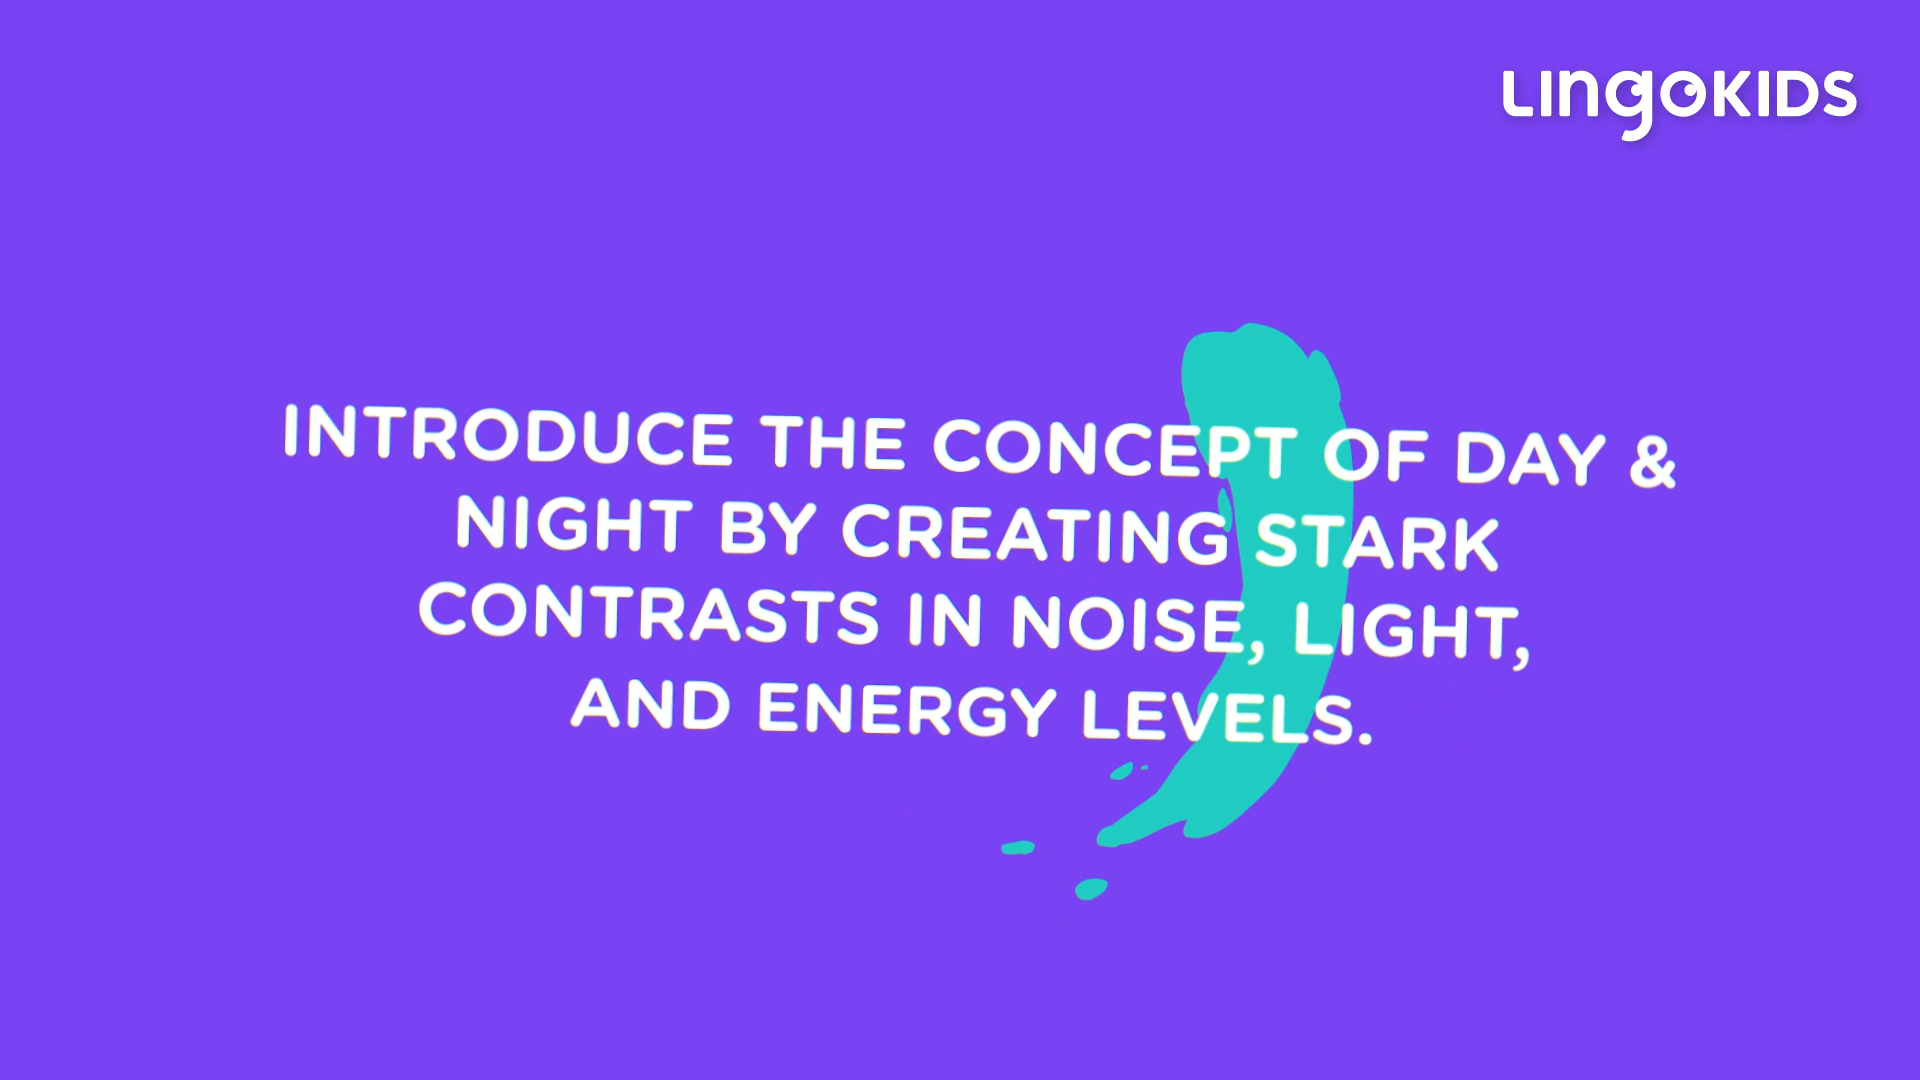 LINGOKIDS
INTRODUCE THE CONCEPT OF DAY &
NIGHT BY CREATING STARK
CONTRASTS IN NOISE, LIGHT,
AND ENERGY LEVELS.